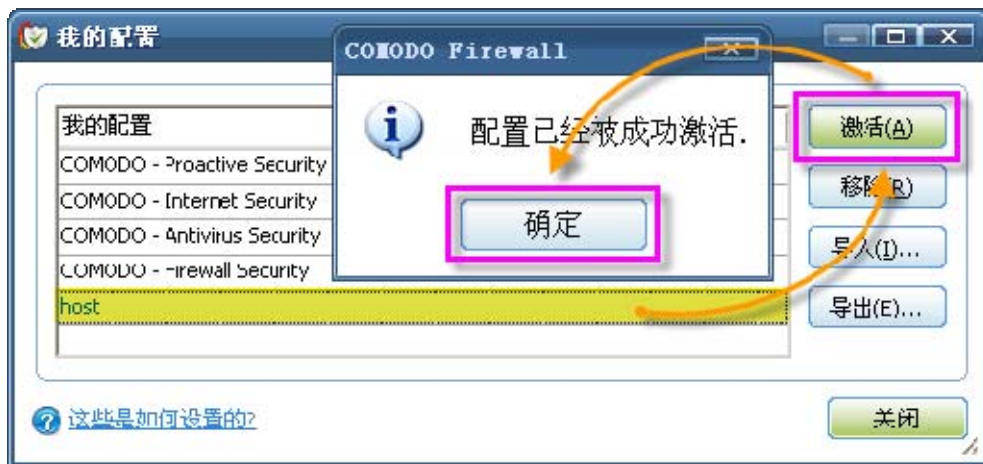 我的配置
COMODO Firewall
配置已经被成功激活.
确定
我的配置
COMODO - Proactive Security
COMODO - Internet Security
COMODO - Antivirus Security
COMODO - Firewall Security
host
激活(A)
移除(R)
导入(I)...
导出(E)...
这些是如何设置的?
关闭